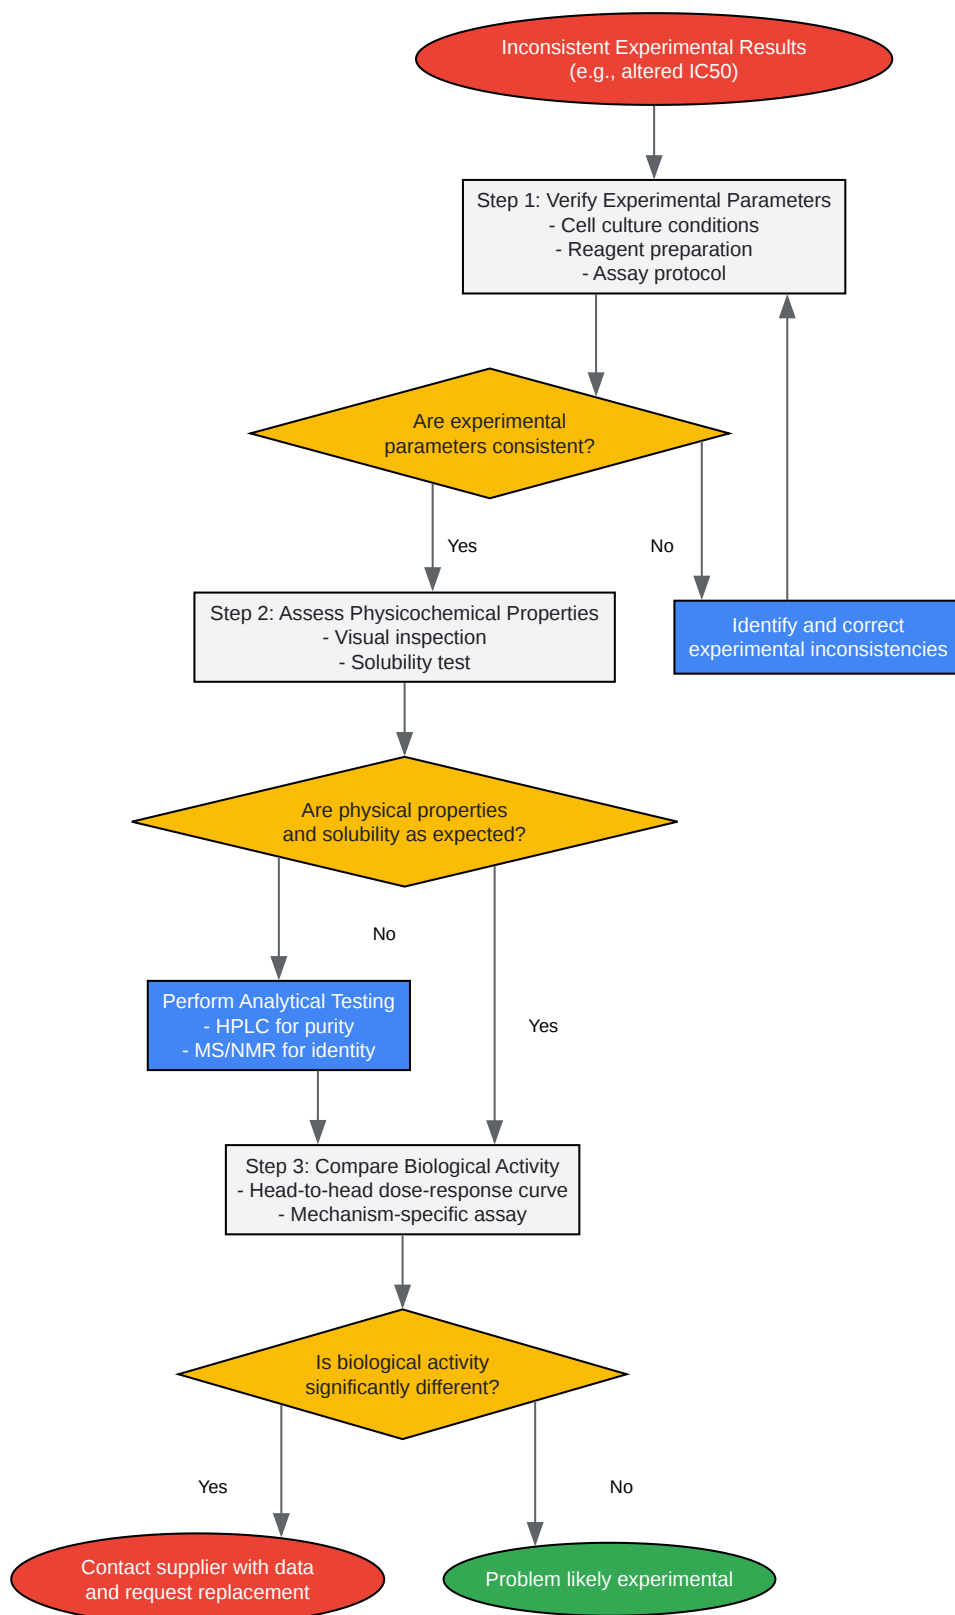 Inconsistent Experimental Results
(e.g., altered IC50)
Step 1: Verify Experimental Parameters
- Cell culture conditions
- Reagent preparation
- Assay protocol
Are experimental
parameters consistent?
Yes
No
Step 2: Assess Physicochemical Properties
- Visual inspection
- Solubility test
Identify and correct
experimental inconsistencies
Are physical properties
and solubility as expected?
No
Yes
Perform Analytical Testing
- HPLC for purity
- MS/NMR for identity
Step 3: Compare Biological Activity
- Head-to-head dose-response curve
- Mechanism-specific assay
Is biological activity
significantly different?
Yes
No
Contact supplier with data
and request replacement
Problem likely experimental